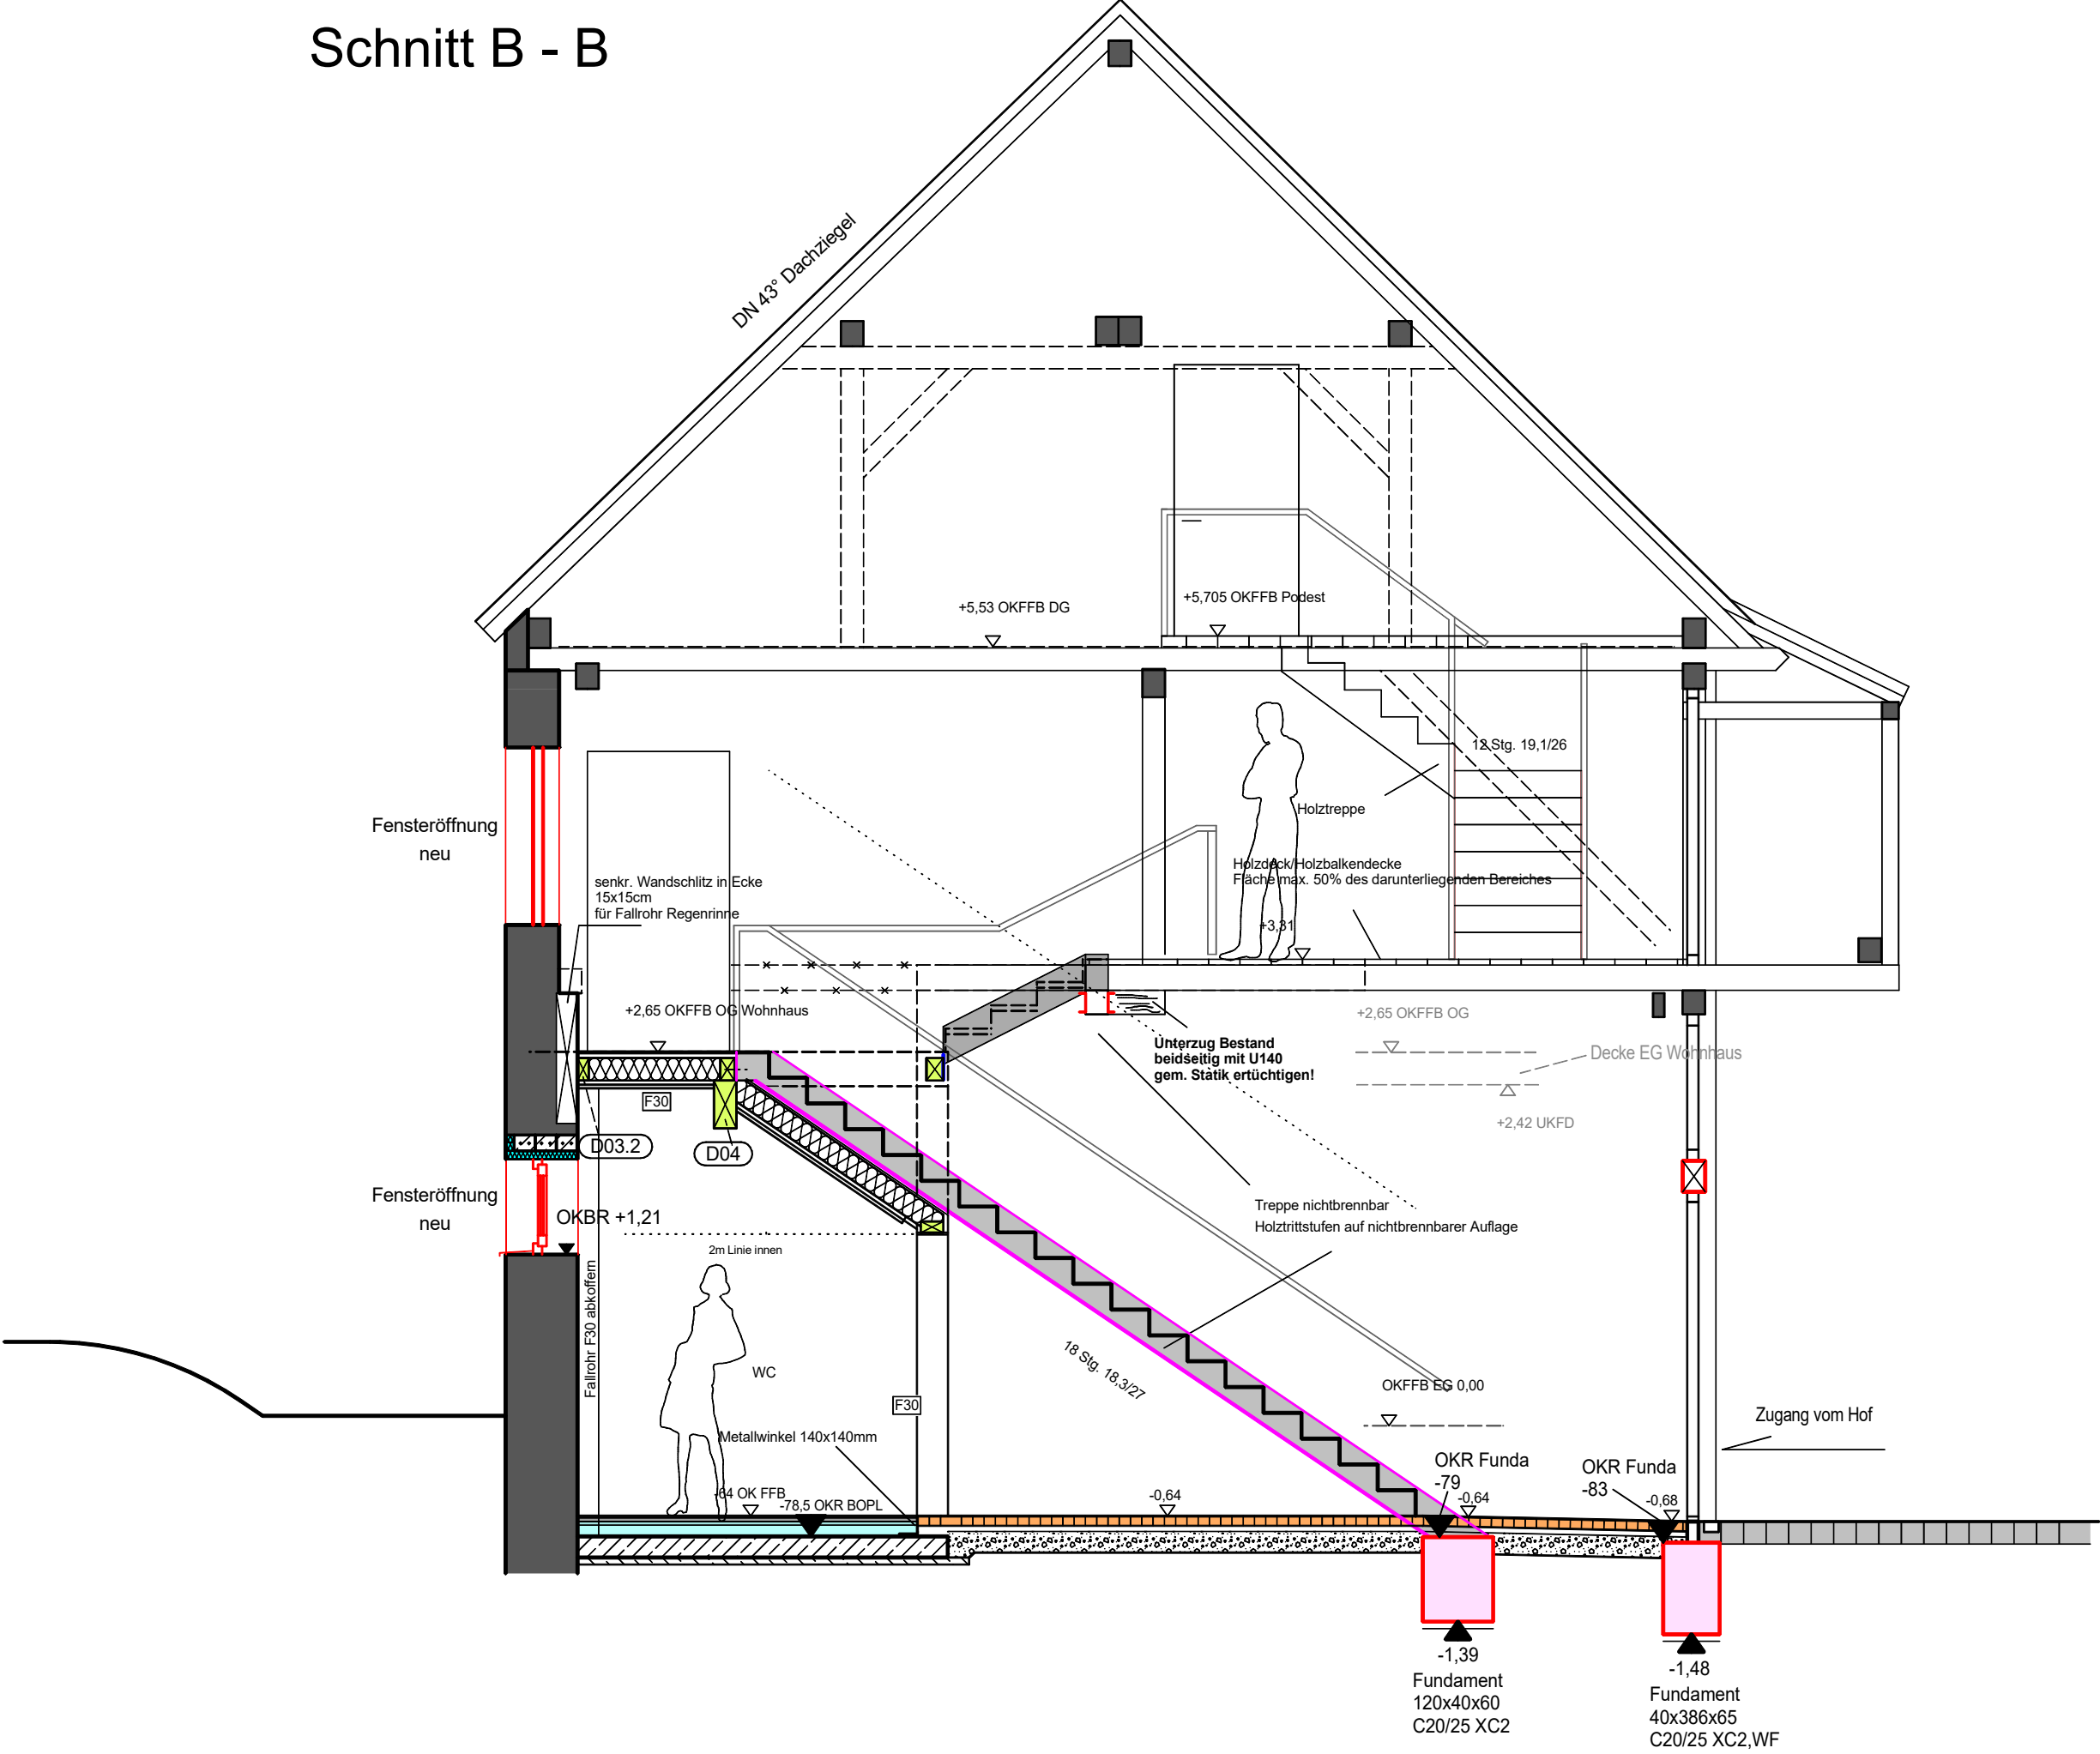 Schnitt B - B
DN 43° Dachziegel
+5,53 OKFFB DG
+5,705 OKFFB Podest
12 Stg. 19,1/26
Holztreppe
Fensteröffnung
neu
senkr. Wandschlitz in Ecke
15x15cm
für Fallrohr Regenrinne
Holzdeck/Holzbalkendecke
Fläche max. 50% des darunterliegenden Bereiches
+3,31
+2,65 OKFFB OG Wohnhaus
+2,65 OKFFB OG
Unterzug Bestand
beidseitig mit U140
gem. Statik ertüchtigen!
Decke EG Wohnhaus
F30
+2,42 UKFD
D03.2
D04
Fensteröffnung
neu
OKBR +1,21
Treppe nichtbrennbar
Holztrittstufen auf nichtbrennbarer Auflage
2m Linie innen
Fallrohr F30 abkoffern
WC
18 Stg. 18,3/27
OKFFB EG 0,00
F30
Zugang vom Hof
Metallwinkel 140x140mm
OKR Funda
-79
OKR Funda
-83
-64 OK FFB
-78,5 OKR BOPL
-0,64
-0,64
-0,68
-1,39
Fundament
120x40x60
C20/25 XC2
-1,48
Fundament
40x386x65
C20/25 XC2,WF